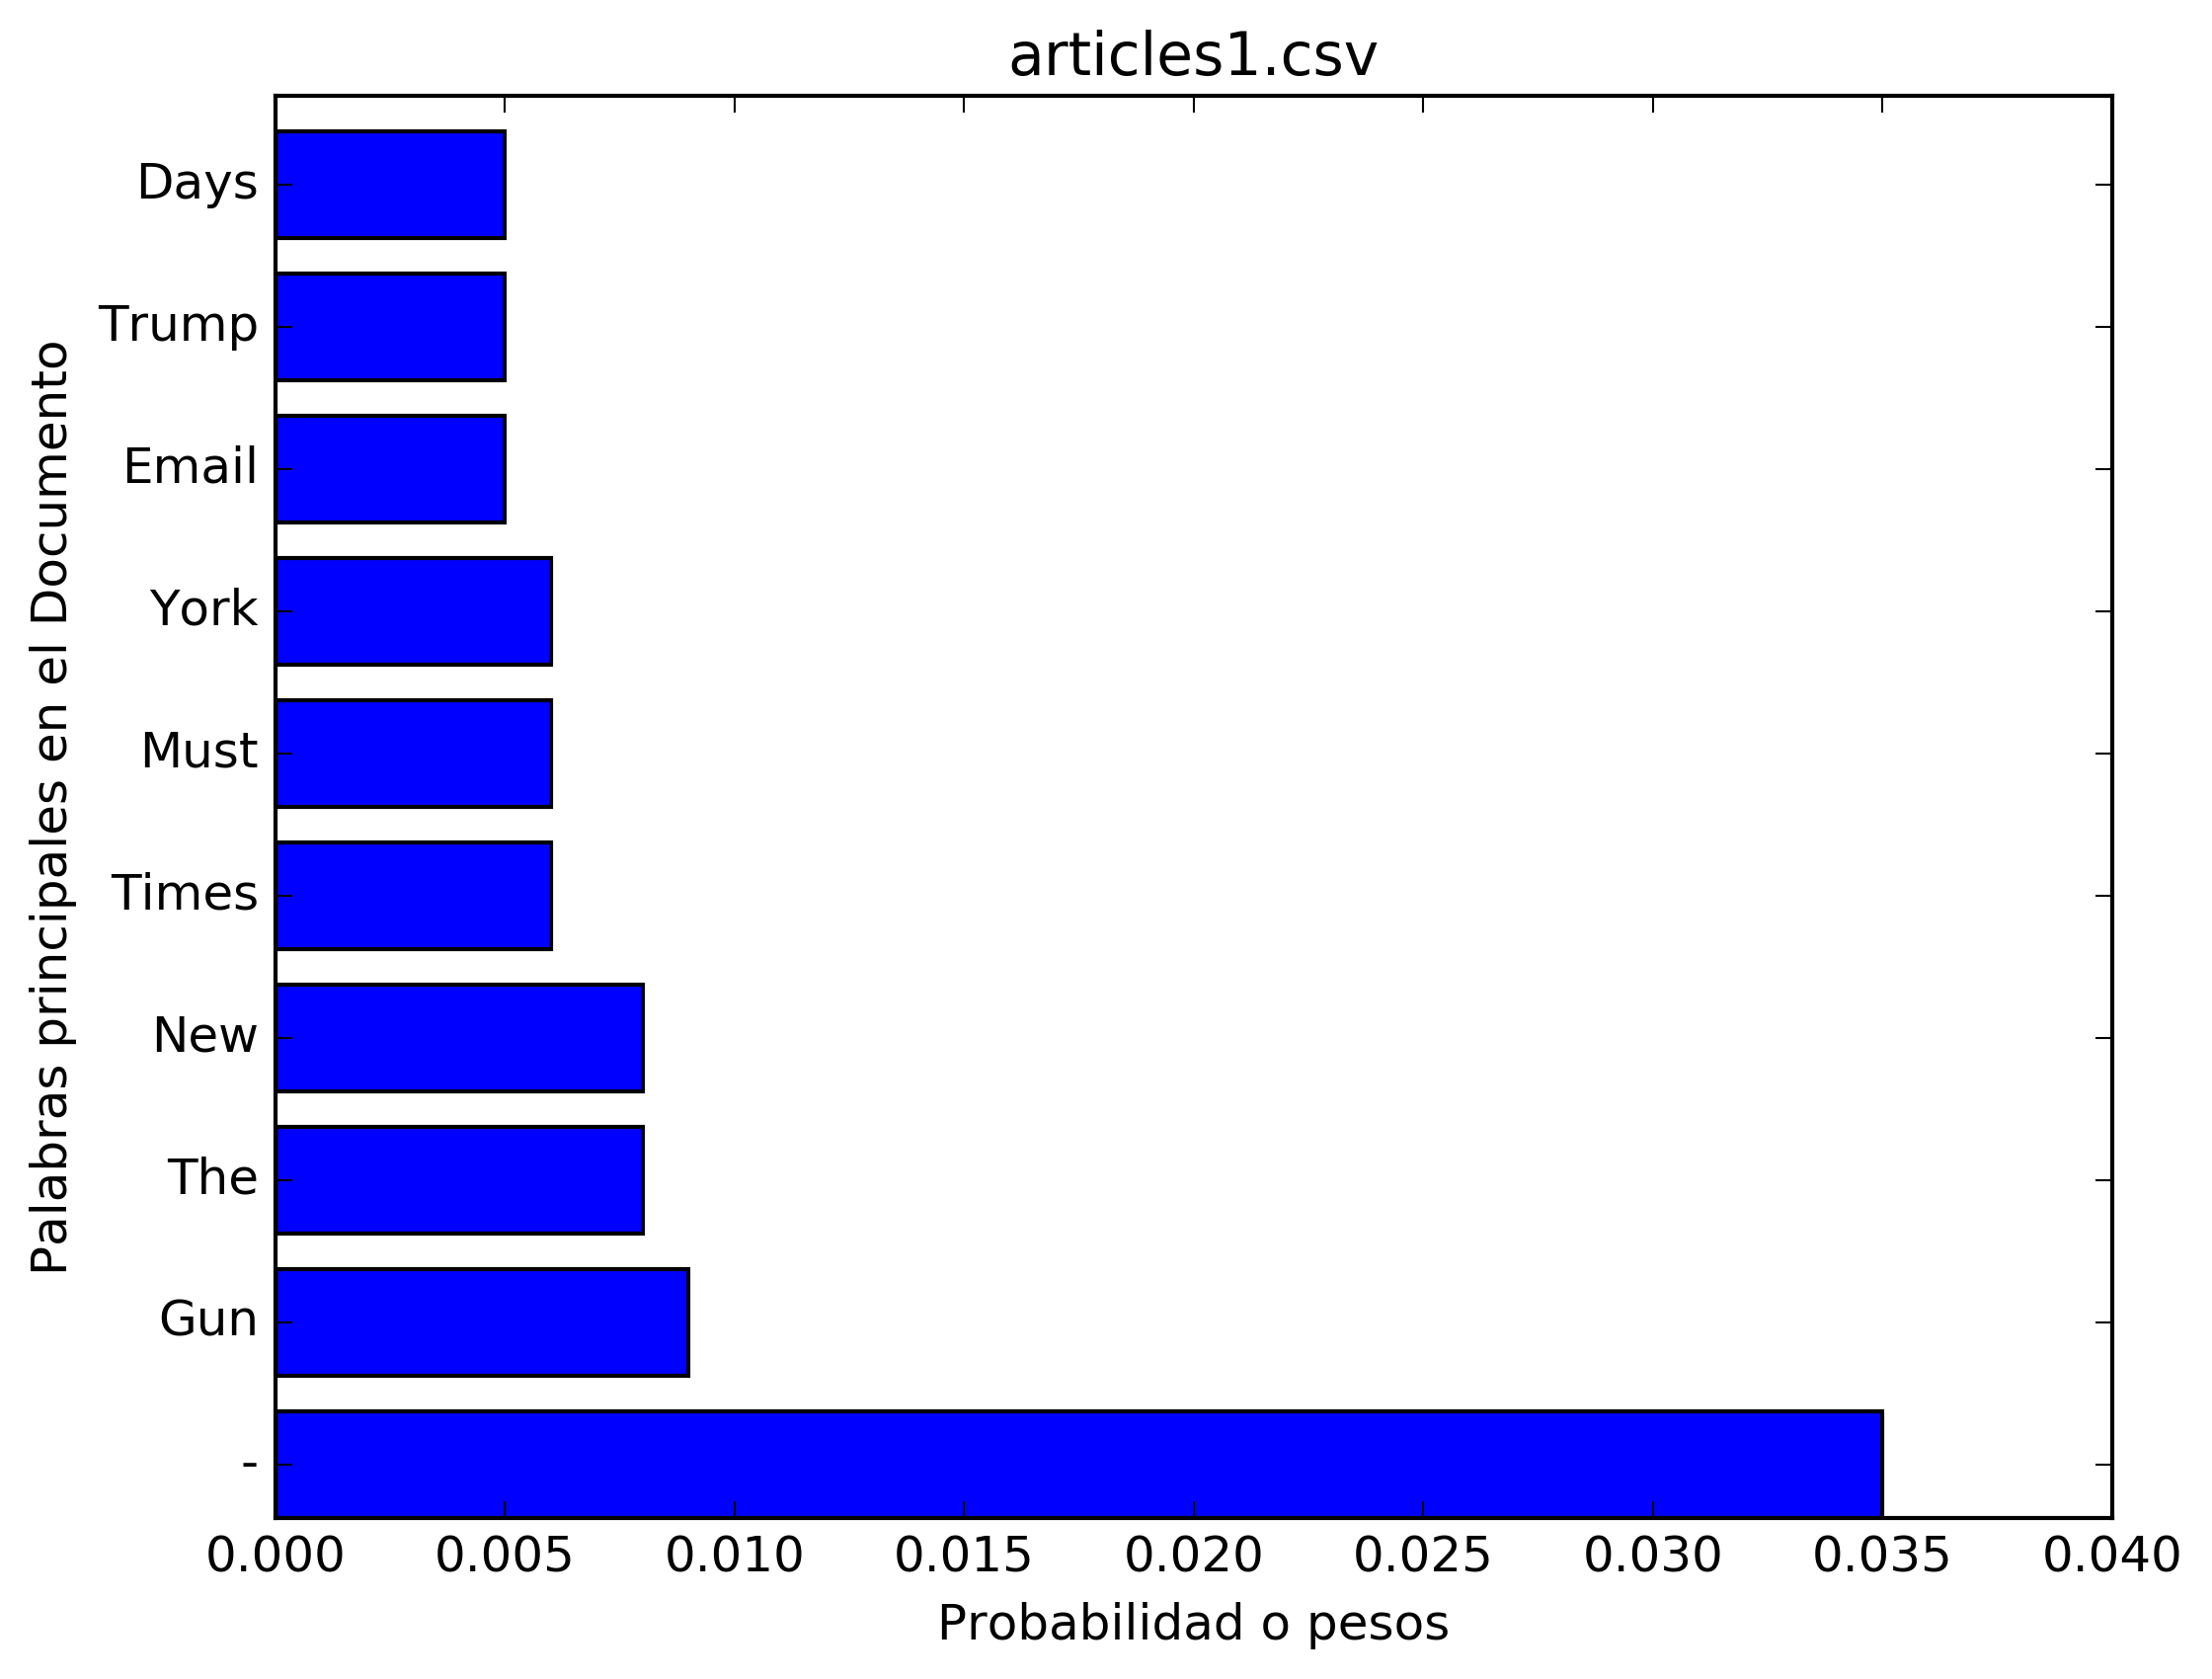 articles1.csv
Palabras principales en el Documento
Days
Trump
Email
York
Must
Times
New
The
Gun
-
0.000 0.005 0.010 0.015 0.020 0.025 0.030 0.035 0.040
Probabilidad o pesos